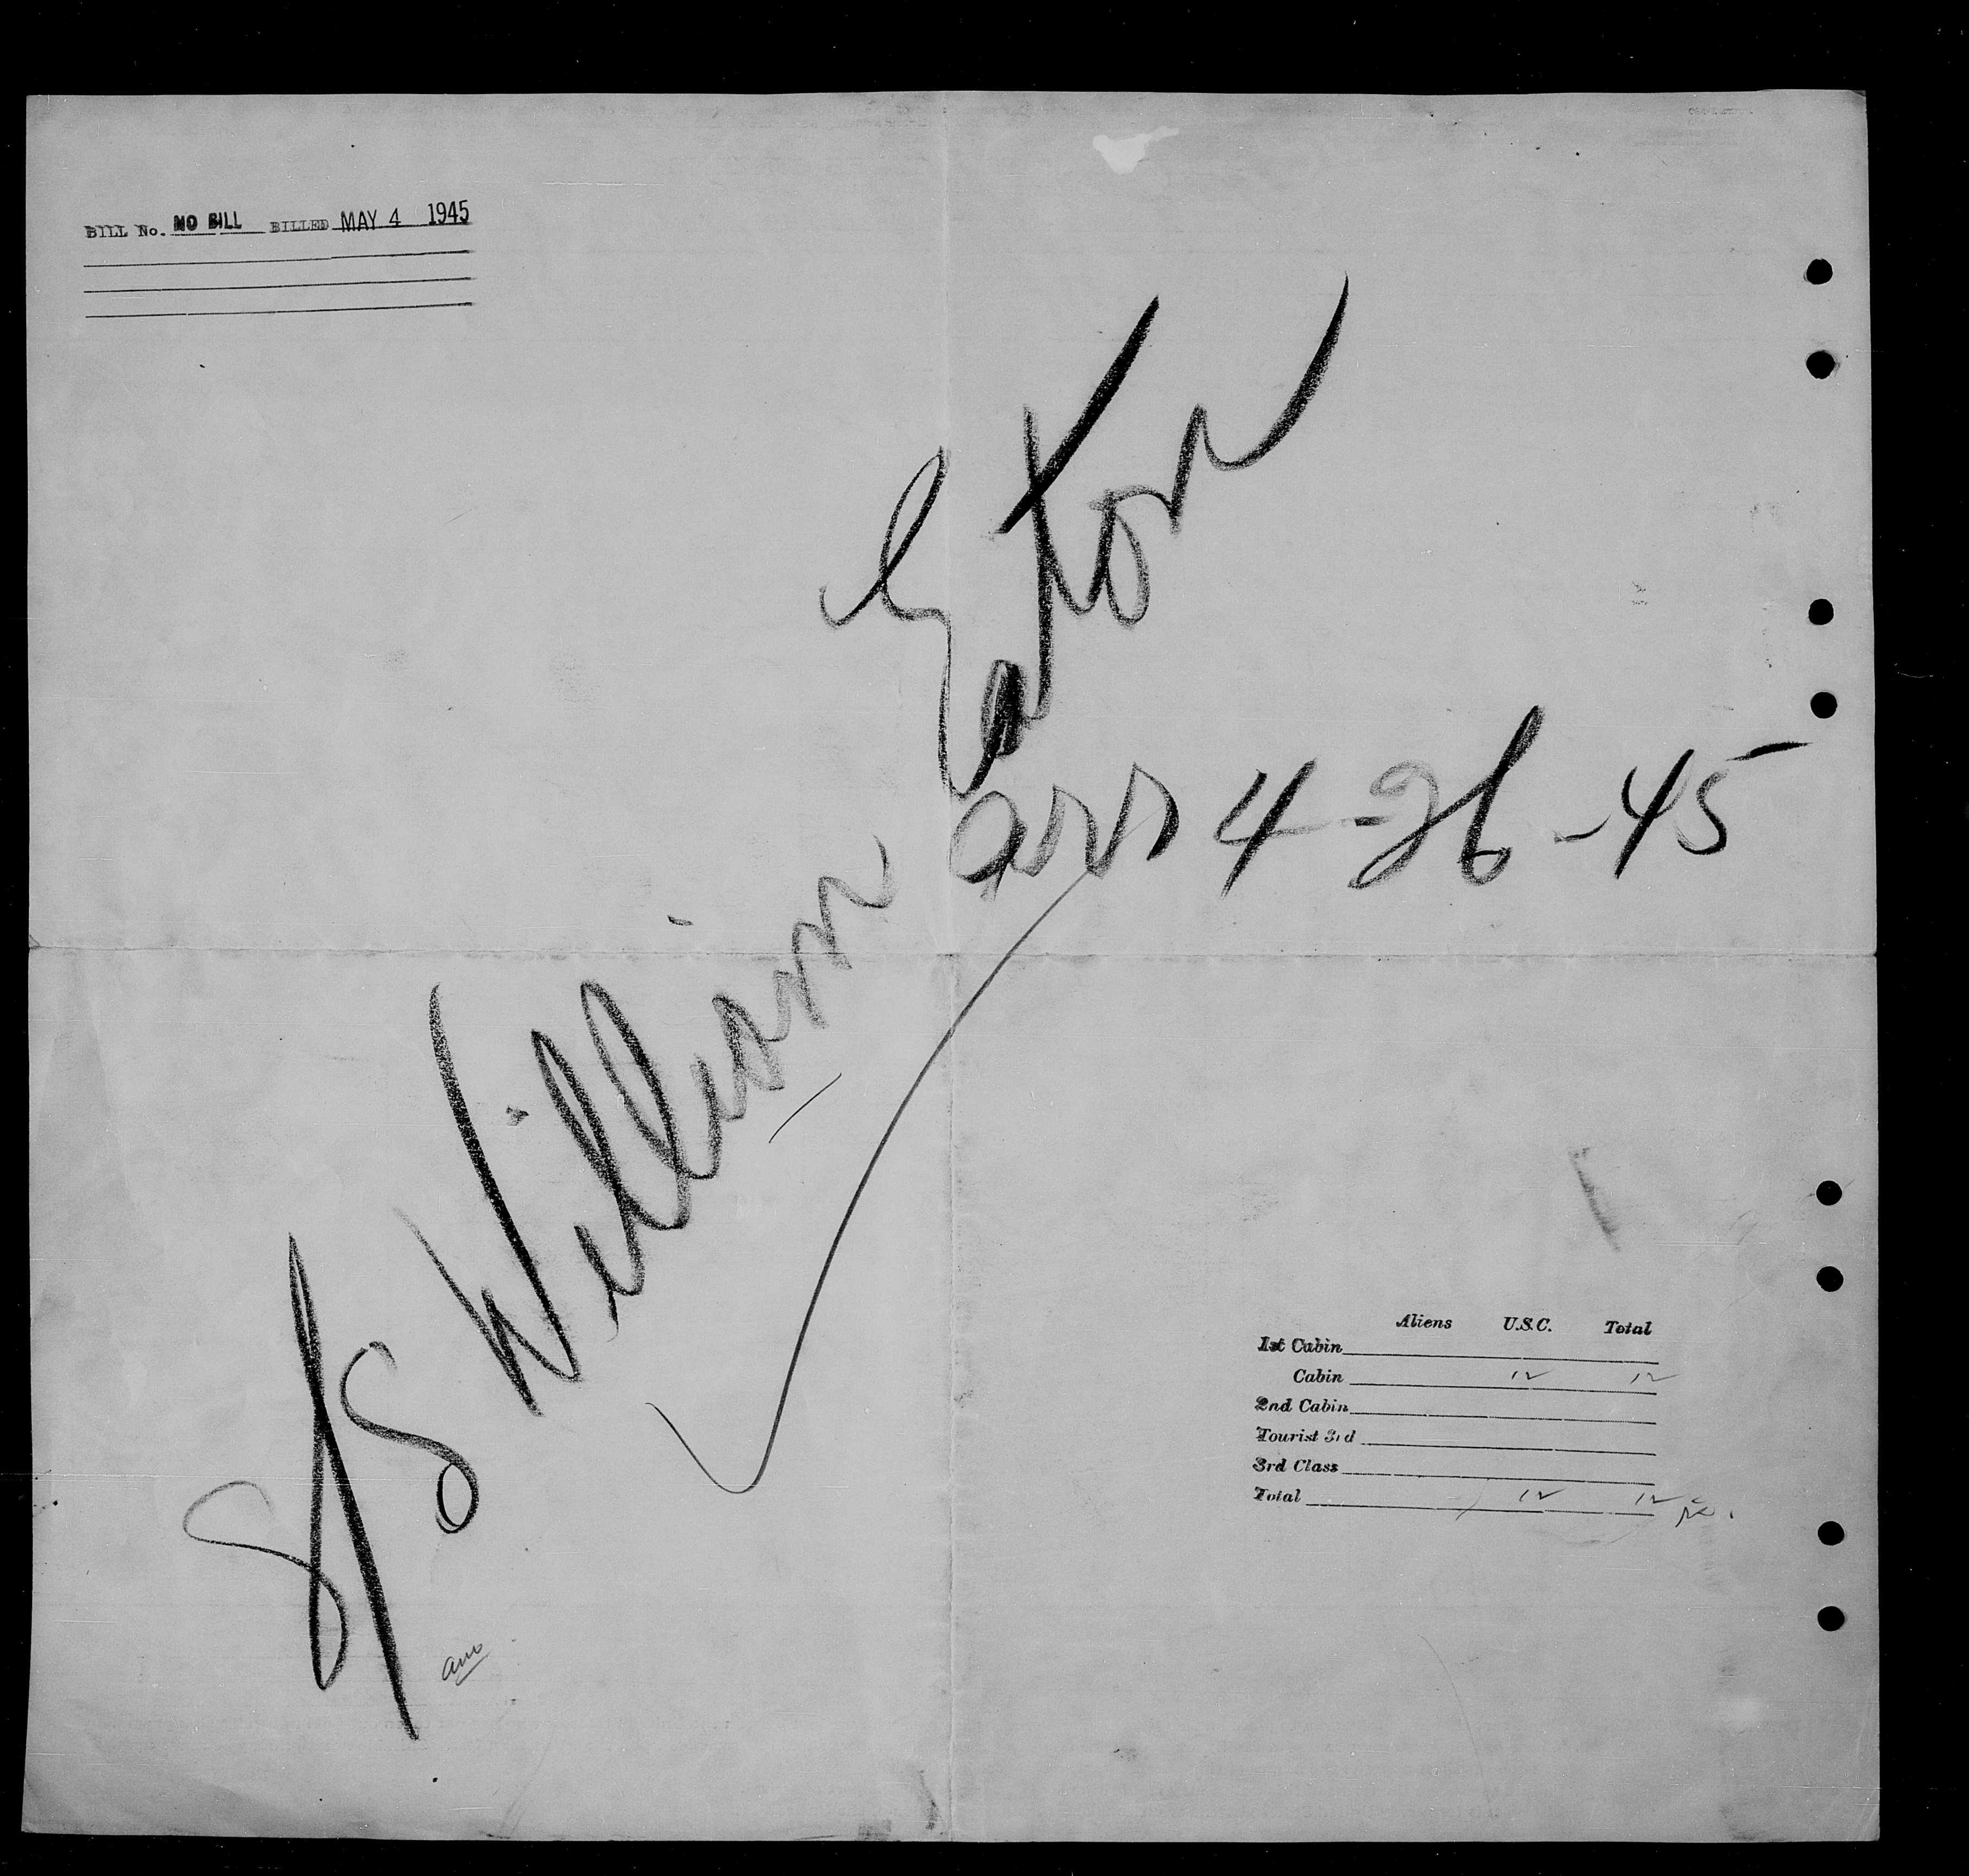 BILL No. NO BILL BILLED MAY 4 1945
S/S William Eaton
arr 4-26-45
Aliens U.S.C. Total
1st Cabin
Cabin 12 12
2nd Cabin
Tourist 3rd
3rd Class
Total 12 12